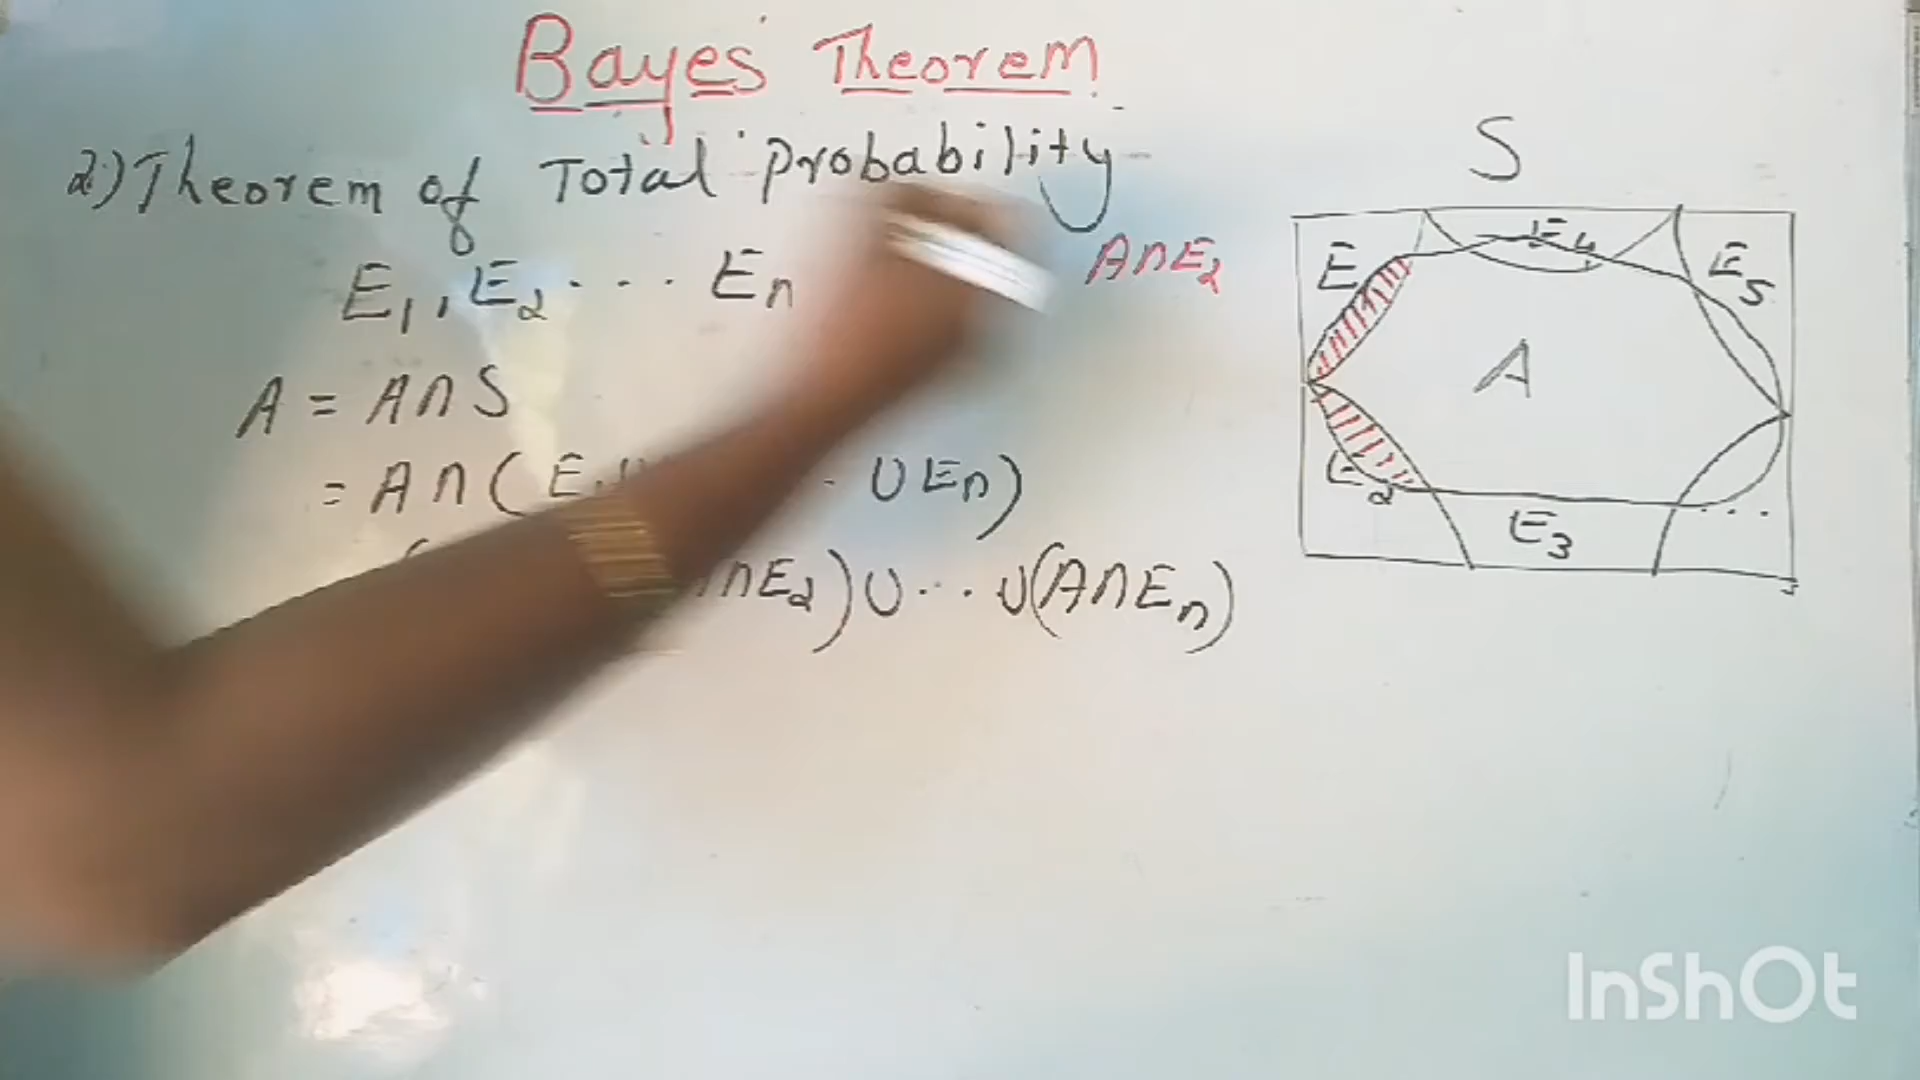 Bayes' Theorem
2) Theorem of Total Probability
E1, E2 ... En
A∩E2
A = A∩S
= A∩( E1 U ... U En)
∩E2) U ... U (A∩En)
S
E
E4
E5
A
E2
E3
...
InShOt